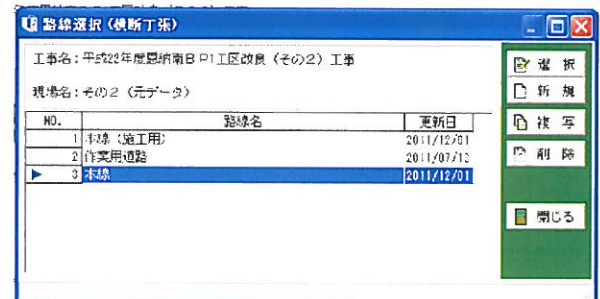 路線選択（横断丁張）
工事名：平成22年度恩納南BP1工区改良（その2）工事
現場名：その2（元データ）
選択
新規
複写
削除
閉じる
NO. 路線名 更新日
1 本線（施工用） 2011/12/01
2 作業用道路
3 本線 2011/12/01